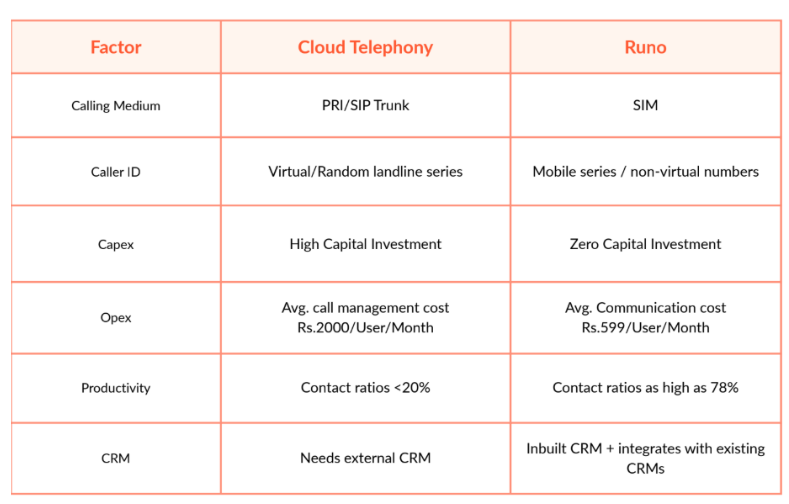 Factor Cloud Telephony Runo
Calling Medium PRI/SIP Trunk SIM
Caller ID Virtual/Random landline series Mobile series / non-virtual numbers
Capex High Capital Investment Zero Capital Investment
Opex Avg. call management cost Rs.2000/User/Month Avg. Communication cost Rs.599/User/Month
Productivity Contact ratios <20% Contact ratios as high as 78%
CRM Needs external CRM Inbuilt CRM + integrates with existing CRMs